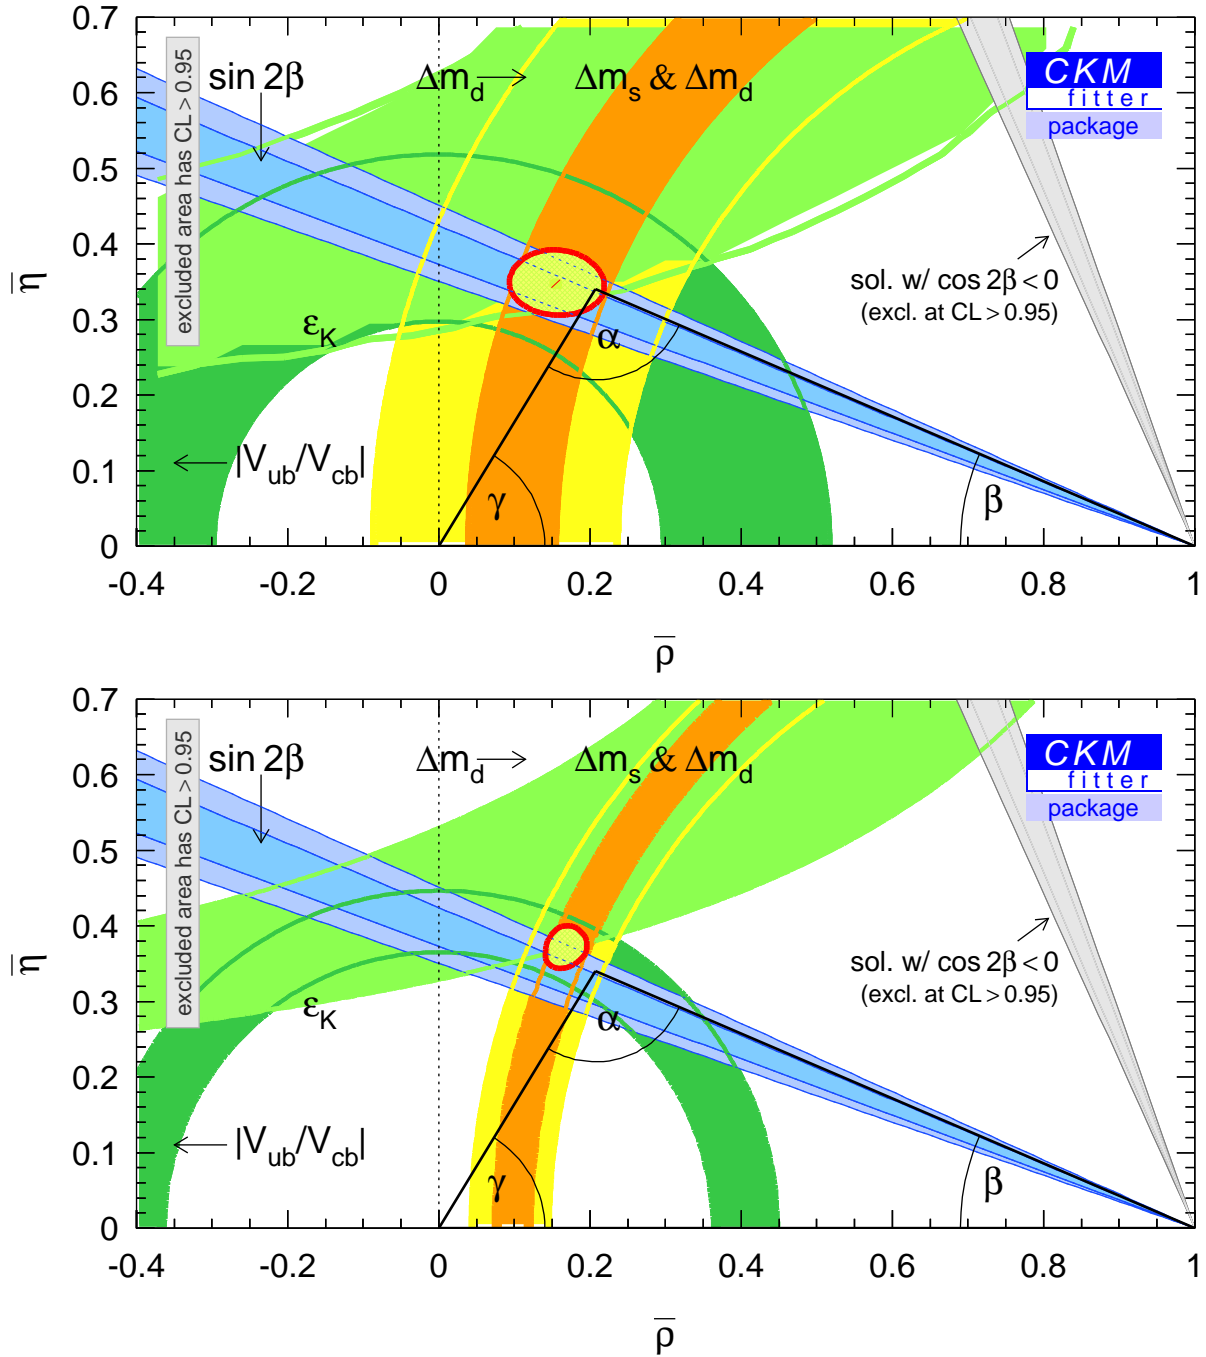 0.7
0.6
0.5
0.4
0.3
0.2
0.1
0
η
excluded area has CL > 0.95
sin 2β
Δm_d
Δm_s & Δm_d
CKM
fitter
package
sol. w/ cos 2β < 0
(excl. at CL > 0.95)
ε_K
|V_ub/V_cb|
α
γ
β
-0.4 -0.2 0 0.2 0.4 0.6 0.8 1
ρ
0.7
0.6
0.5
0.4
0.3
0.2
0.1
0
η
excluded area has CL > 0.95
sin 2β
Δm_d
Δm_s & Δm_d
CKM
fitter
package
sol. w/ cos 2β < 0
(excl. at CL > 0.95)
ε_K
|V_ub/V_cb|
α
γ
β
-0.4 -0.2 0 0.2 0.4 0.6 0.8 1
ρ